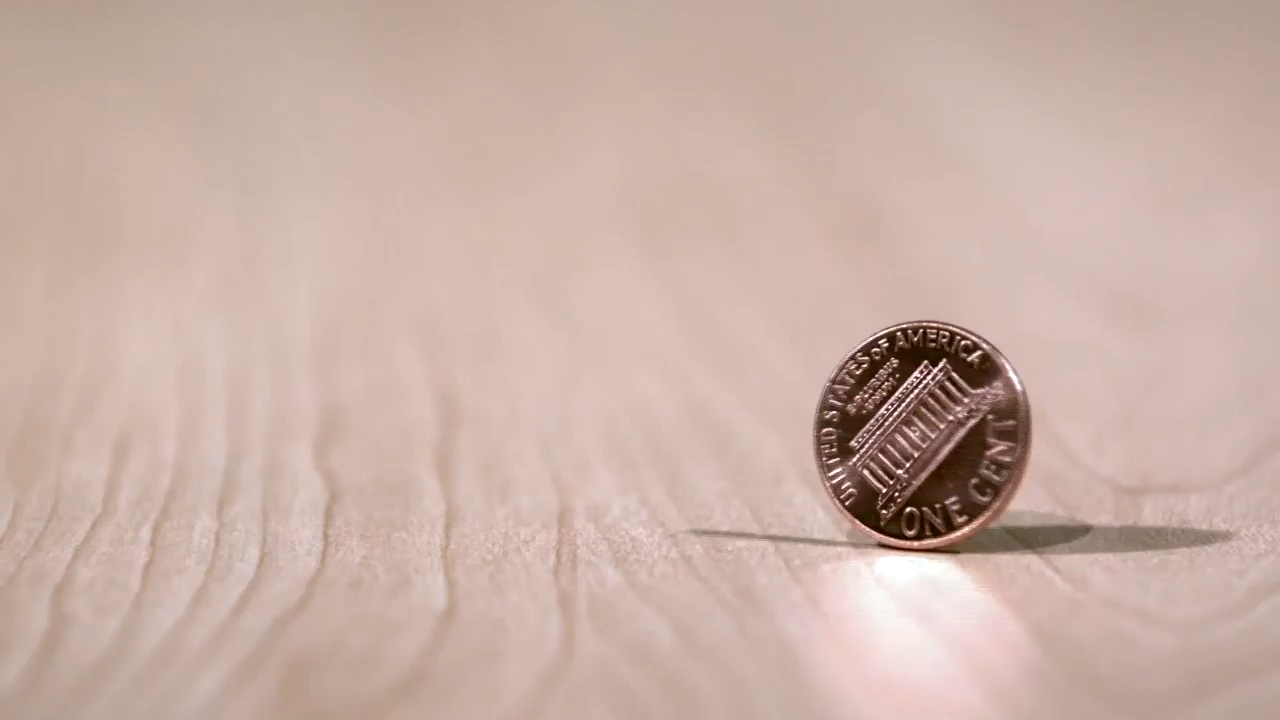 UNITED STATES OF AMERICA
E·PLURIBUS
·UNUM·
ONE CENT